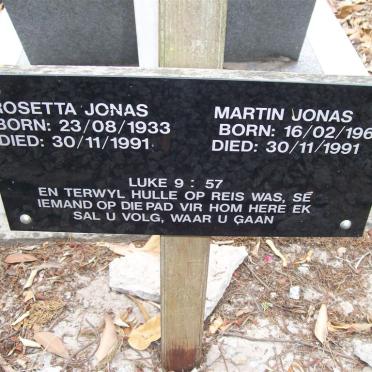 ROSETTA JONAS
BORN: 23/08/1933
DIED: 30/11/1991
MARTIN JONAS
BORN: 16/02/196
DIED: 30/11/1991
LUKE 9 : 57
EN TERWYL HULLE OP REIS WAS, SÊ
IEMAND OP DIE PAD VIR HOM HERE EK
SAL U VOLG, WAAR U GAAN